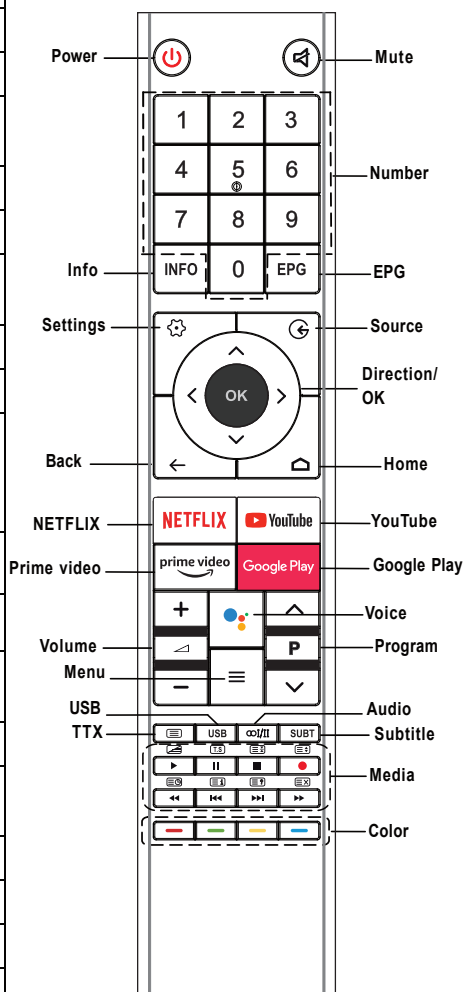 Power Mute
1 2 3
4 5 6
Number
7 8 9
Info INFO 0 EPG EPG
Settings Source
Direction/
OK
OK
Back Home
NETFLIX NETFLIX YouTube YouTube
Prime video prime video Google Play Google Play
+ Voice
Volume P Program
Menu
−
USB Audio
TTX USB I/II SUBT Subtitle
T.S
Media
Color